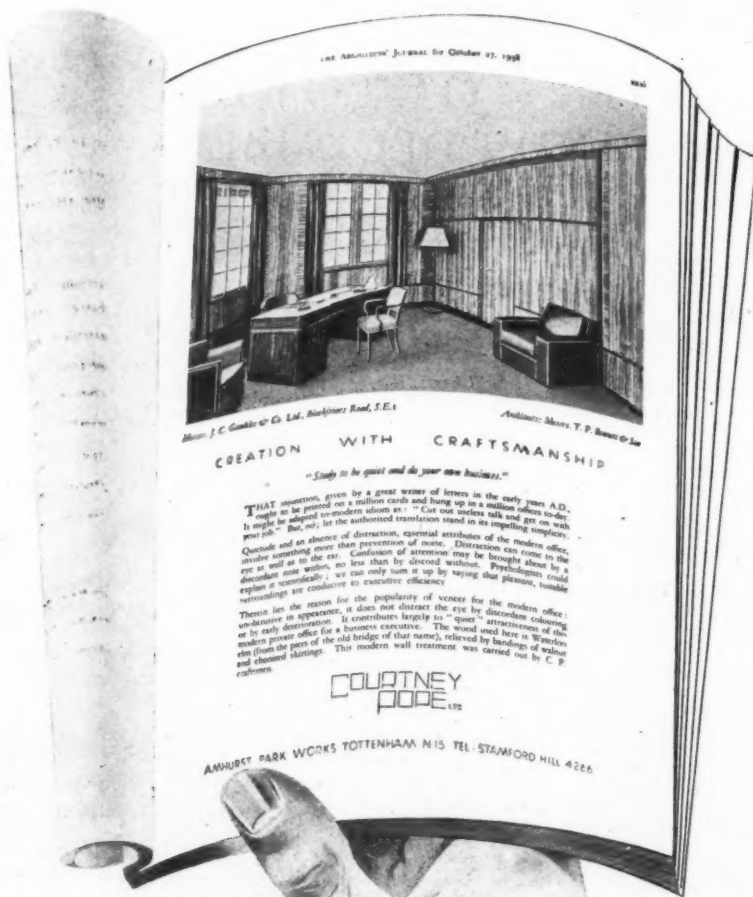 THE ARCHITECTS' JOURNAL for October 27, 1938
xxxi
Messrs. J. C. Gambles & Co. Ltd., Blackfriars Road, S.E.1
Architects: Messrs. T. P. Bennett & Son
CREATION WITH CRAFTSMANSHIP
"Study to be quiet and do your own business."
THAT injunction, given by a great writer of letters in the early years A.D.,
ought to be printed on a million cards and hung up in a million offices to-day.
It might be adapted to modern idiom as: "Cut out useless talk and get on with
your job." But, no; let the authorised translation stand in its impelling simplicity.
Quietude and an absence of distraction, essential attributes of the modern office,
involve something more than prevention of noise. Distraction can come to the
eye as well as to the ear. Confusion of attention may be brought about by a
discordant note within, no less than by discord without. Psychologists could
explain it scientifically; we can only sum it up by saying that pleasant, suitable
surroundings are conducive to executive efficiency
Therein lies the reason for the popularity of veneer for the modern office:
unobtrusive in appearance, it does not distract the eye by discordant colouring
or by early deterioration. It contributes largely to "quiet" attractiveness of this
modern private office for a business executive. The wood used here is Waterloo
elm (from the piers of the old bridge of that name), relieved by bandings of walnut
and ebonised skirtings. This modern wall treatment was carried out by C. P.
craftsmen.
COURTNEY
POPE LTD
AMHURST PARK WORKS TOTTENHAM N15 TEL·STAMFORD HILL 4266